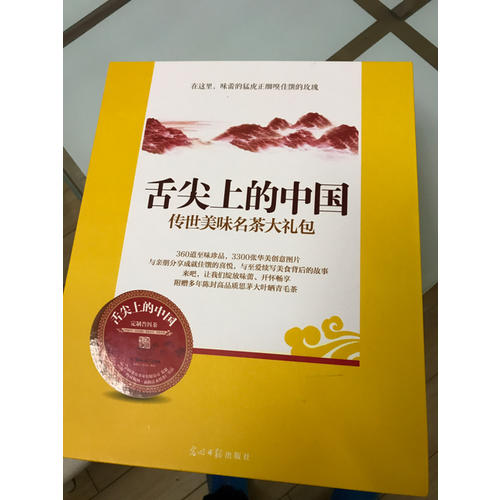 在这里，味蕾的猛虎正细嗅佳馔的玫瑰
舌尖上的中国
传世美味名茶大礼包
360道至味珍品，3300张华美创意图片
与亲朋分享成就佳馔的喜悦，与至爱续写美食背后的故事
来吧，让我们绽放味蕾、开怀畅享
附赠多年陈封高品质思茅大叶晒青毛茶
舌尖上的中国
定制普洱茶
光明日报出版社